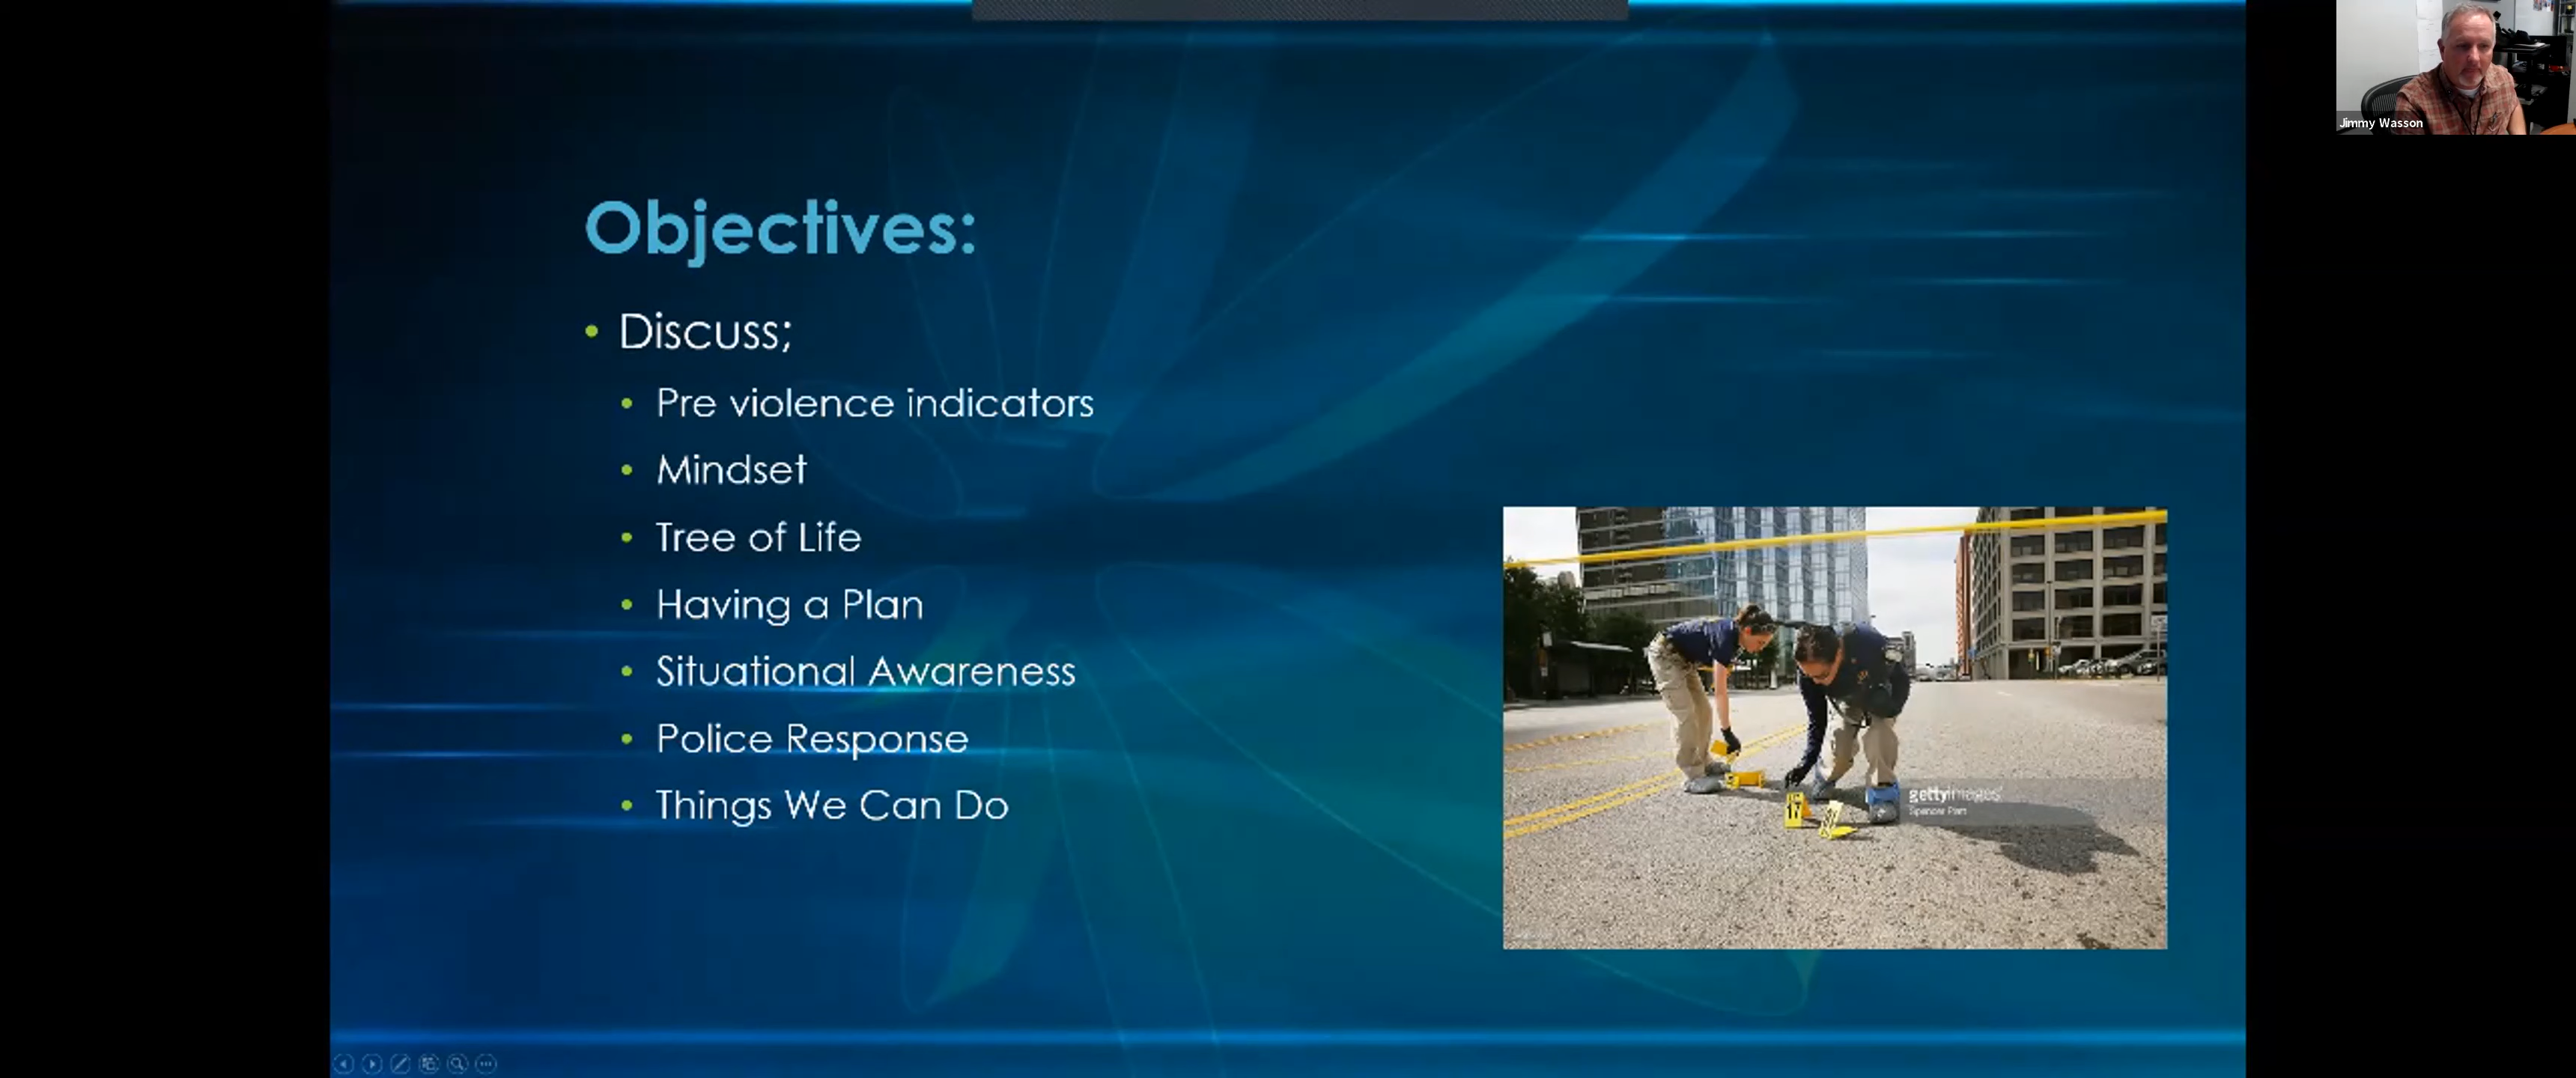 Objectives:
Discuss;
Pre violence indicators
Mindset
Tree of Life
Having a Plan
Situational Awareness
Police Response
Things We Can Do
17
gettyimages
Jimmy Wasson